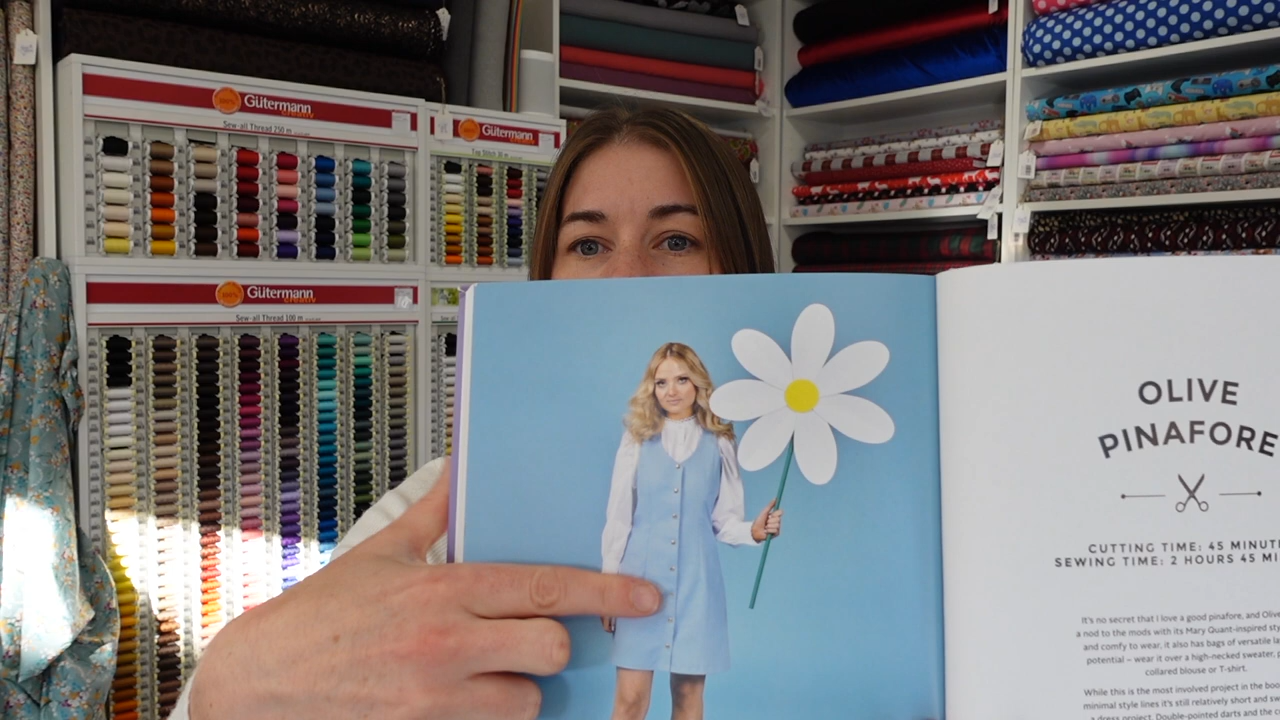 Gütermann
creativ
Sew-all Thread 250 m
Gütermann
Top Stitch 30 m
Gütermann
creativ
Sew-all Thread 100 m
OLIVE
PINAFORE
CUTTING TIME: 45 MINUT
SEWING TIME: 2 HOURS 45 MI
It's no secret that I love a good pinafore, and Olive
a nod to the mods with its Mary Quant-inspired sty
and comfy to wear, it also has bags of versatile la
potential – wear it over a high-necked sweater, p
collared blouse or T-shirt.
While this is the most involved project in the boo
minimal style lines it's still relatively short and sw
a dress project. Double-pointed darts and the c